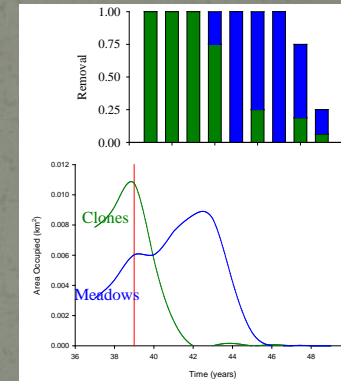 1.00
0.75
0.50
0.25
0.00
Removal
0.012
0.010
0.008
0.006
0.004
0.002
0.000
Area Occupied (km²)
Clones
Meadows
36 38 40 42 44 46 48
Time (years)